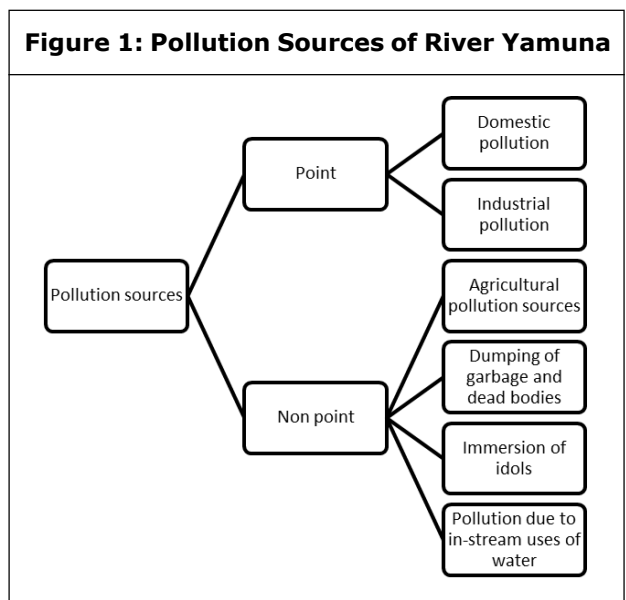 Figure 1: Pollution Sources of River Yamuna
Domestic
pollution
Point
Industrial
pollution
Pollution sources
Agricultural
pollution sources
Dumping of
garbage and
dead bodies
Non point
Immersion of
idols
Pollution due to
in-stream uses of
water